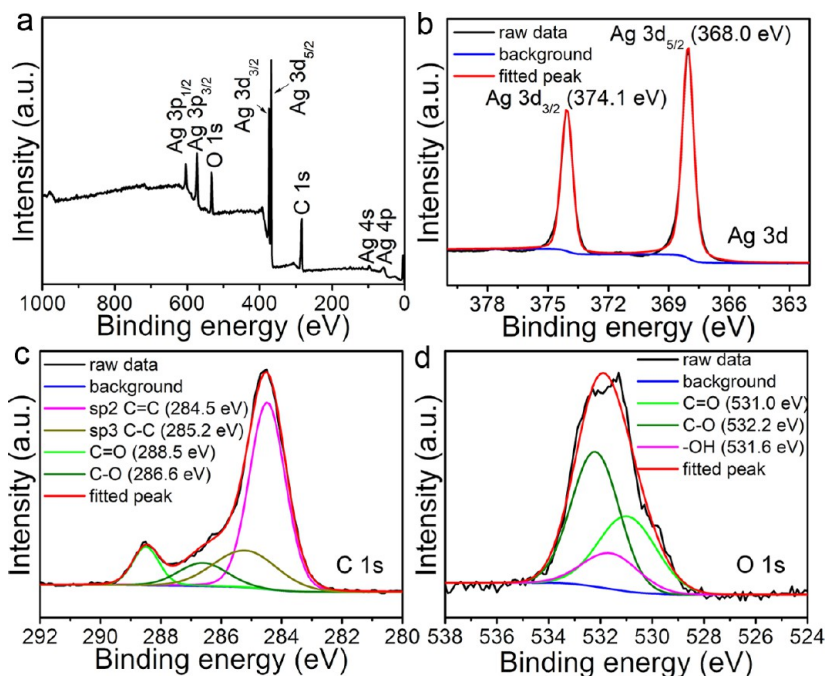 a
Intensity (a.u.)
Ag 3p1/2
Ag 3p3/2
O 1s
Ag 3d3/2
Ag 3d5/2
C 1s
Ag 4s
Ag 4p
1000 800 600 400 200 0
Binding energy (eV)
b
Intensity (a.u.)
raw data
background
fitted peak
Ag 3d5/2 (368.0 eV)
Ag 3d3/2 (374.1 eV)
Ag 3d
378 375 372 369 366 363
Binding energy (eV)
c
Intensity (a.u.)
raw data
background
sp2 C=C (284.5 eV)
sp3 C-C (285.2 eV)
C=O (288.5 eV)
C-O (286.6 eV)
fitted peak
C 1s
292 290 288 286 284 282 280
Binding energy (eV)
d
Intensity (a.u.)
raw data
background
C=O (531.0 eV)
C-O (532.2 eV)
-OH (531.6 eV)
fitted peak
O 1s
538 536 534 532 530 528 526 524
Binding energy (eV)